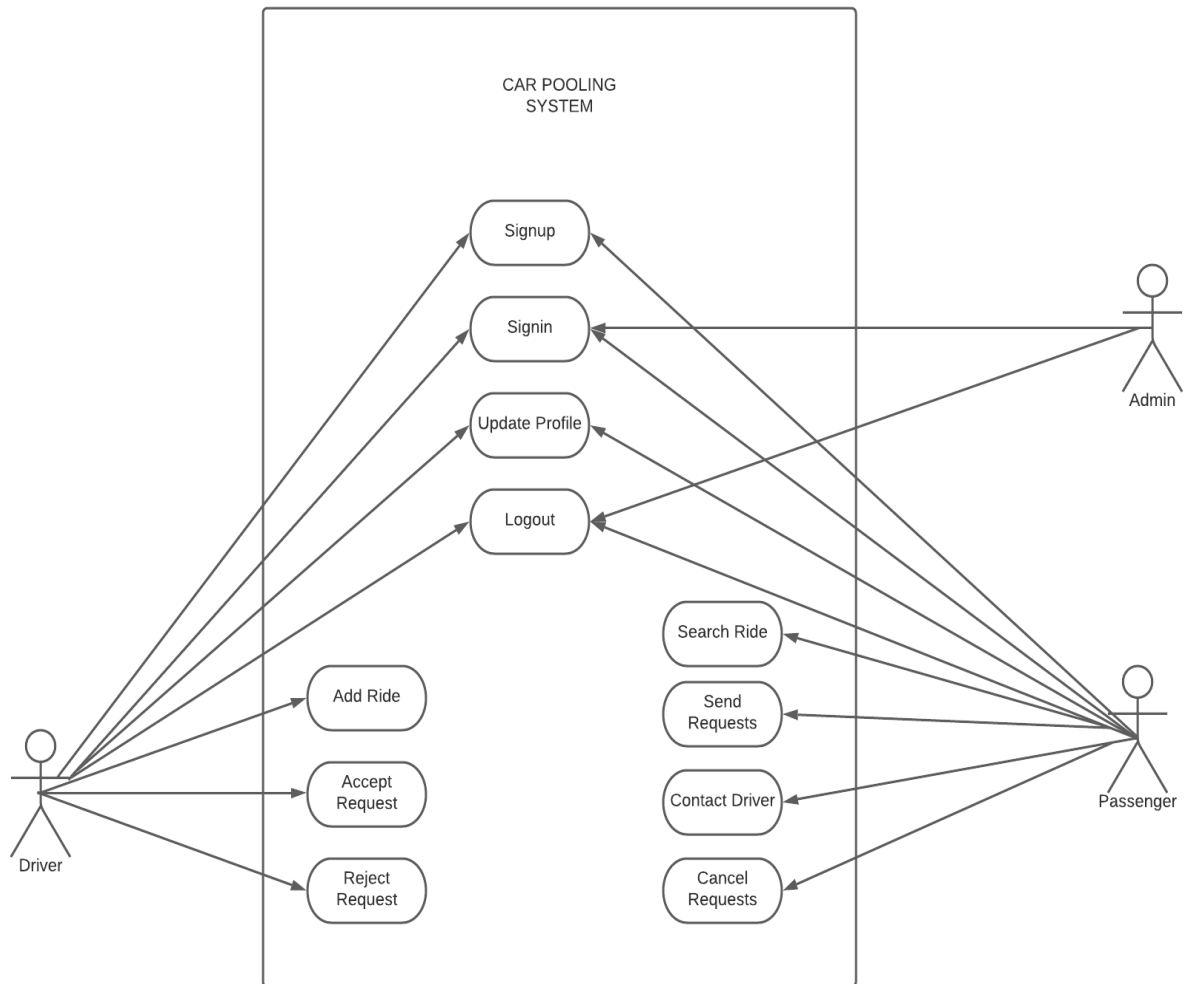 CAR POOLING
SYSTEM
Signup
Signin
Admin
Update Profile
Logout
Search Ride
Add Ride
Send
Requests
Accept
Request
Contact Driver
Passenger
Driver
Reject
Request
Cancel
Requests